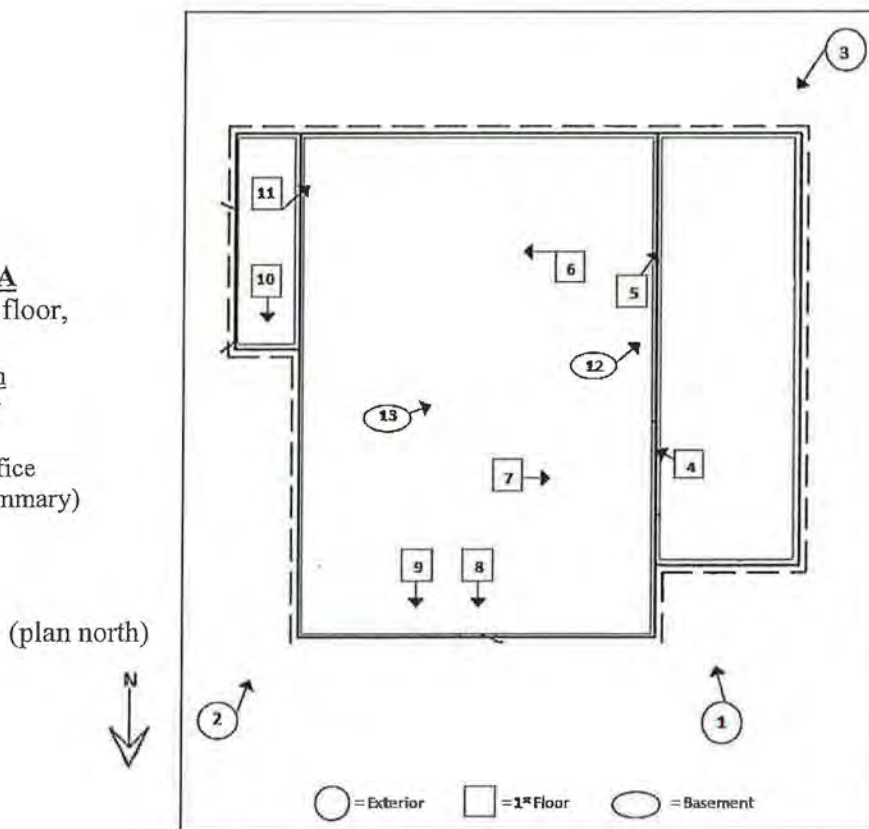 A
floor,
fice
mmary)
(plan north)
N
3
11
10
6
5
12
13
7
4
9
8
2
1
= Exterior
= 1st Floor
= Basement